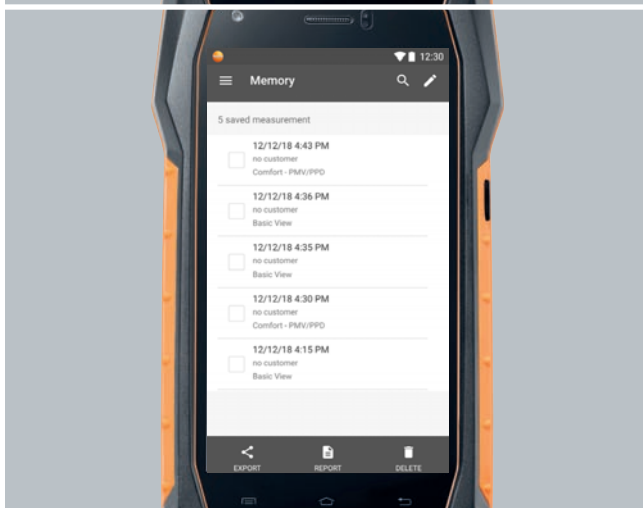 12:30
Memory
5 saved measurement
12/12/18 4:43 PM
no customer
Comfort - PMV/PPD
12/12/18 4:36 PM
no customer
Basic View
12/12/18 4:35 PM
no customer
Basic View
12/12/18 4:30 PM
no customer
Comfort - PMV/PPD
12/12/18 4:15 PM
no customer
Basic View
EXPORT REPORT DELETE